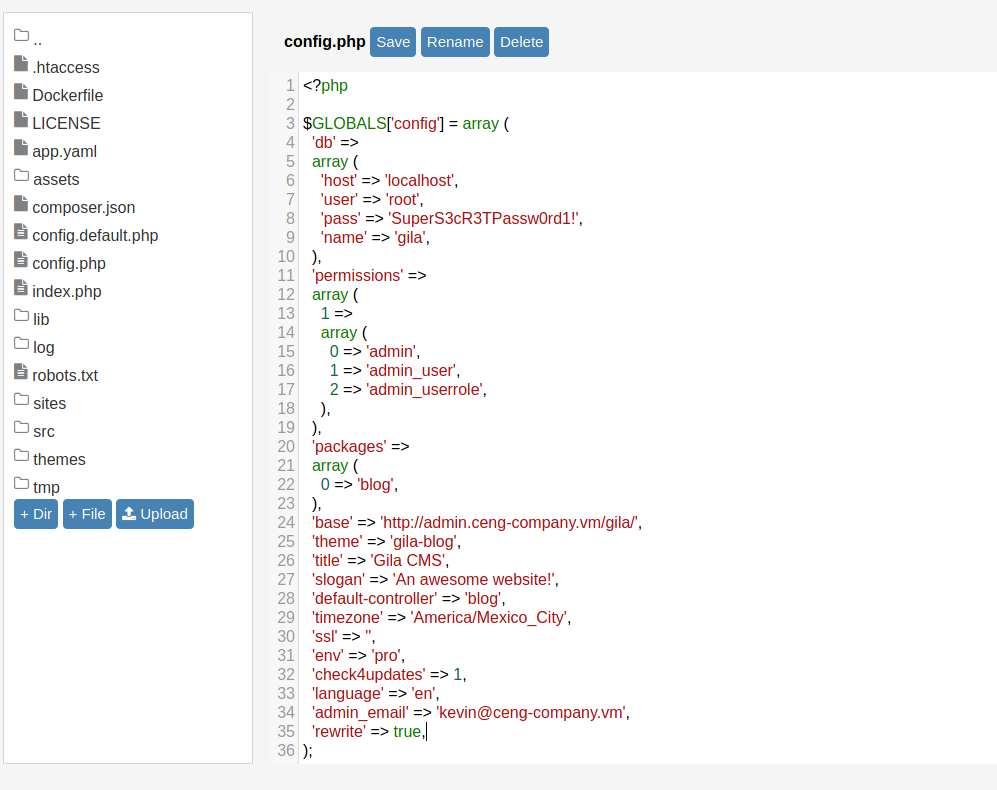 ..
.htaccess
Dockerfile
LICENSE
app.yaml
assets
composer.json
config.default.php
config.php
index.php
lib
log
robots.txt
sites
src
themes
tmp
+ Dir + File Upload
config.php Save Rename Delete
1 <?php
2
3 $GLOBALS['config'] = array (
4 'db' =>
5 array (
6 'host' => 'localhost',
7 'user' => 'root',
8 'pass' => 'SuperS3cR3TPassw0rd1!',
9 'name' => 'gila',
10 ),
11 'permissions' =>
12 array (
13 1 =>
14 array (
15 0 => 'admin',
16 1 => 'admin_user',
17 2 => 'admin_userrole',
18 ),
19 ),
20 'packages' =>
21 array (
22 0 => 'blog',
23 ),
24 'base' => 'http://admin.ceng-company.vm/gila/',
25 'theme' => 'gila-blog',
26 'title' => 'Gila CMS',
27 'slogan' => 'An awesome website!',
28 'default-controller' => 'blog',
29 'timezone' => 'America/Mexico_City',
30 'ssl' => '',
31 'env' => 'pro',
32 'check4updates' => 1,
33 'language' => 'en',
34 'admin_email' => 'kevin@ceng-company.vm',
35 'rewrite' => true,
36 );